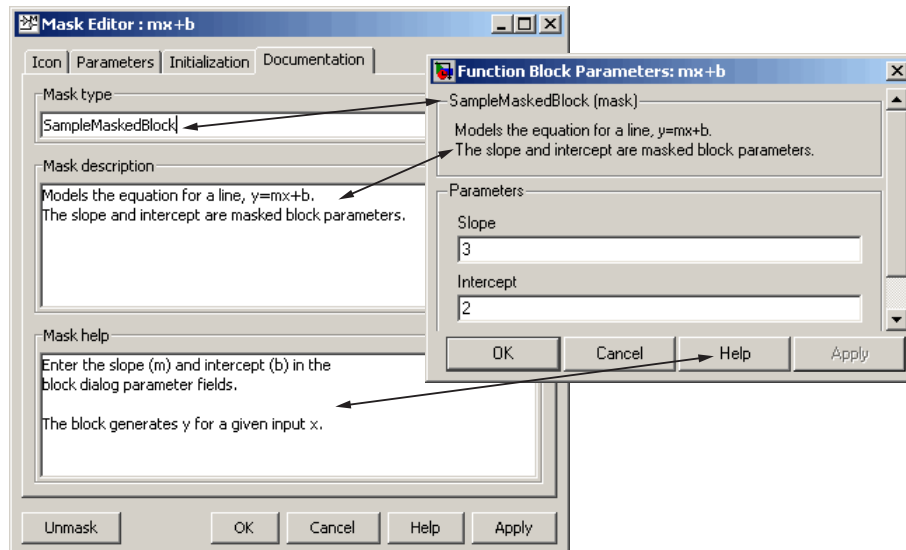 Mask Editor : mx+b
Icon
Parameters
Initialization
Documentation
Mask type
SampleMaskedBlock
Mask description
Models the equation for a line, y=mx+b.
The slope and intercept are masked block parameters.
Mask help
Enter the slope (m) and intercept (b) in the
block dialog parameter fields.
The block generates y for a given input x.
Unmask
OK
Cancel
Help
Apply
Function Block Parameters: mx+b
SampleMaskedBlock (mask)
Models the equation for a line, y=mx+b.
The slope and intercept are masked block parameters.
Parameters
Slope
3
Intercept
2
OK
Cancel
Help
Apply